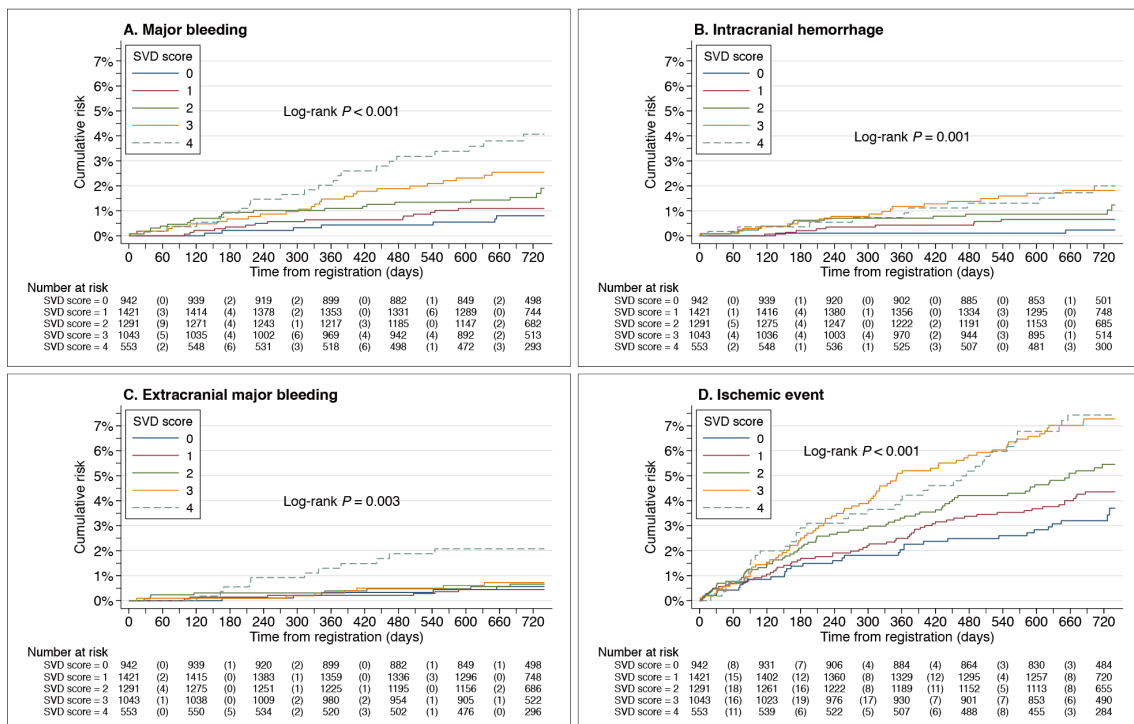 A. Major bleeding
SVD score
0
1
2
3
4
7%
6%
5%
4%
3%
2%
1%
0%
Cumulative risk
Log-rank P < 0.001
0 60 120 180 240 300 360 420 480 540 600 660 720
Time from registration (days)
Number at risk
SVD score = 0 942 (0) 939 (2) 919 (2) 899 (0) 882 (1) 849 (2) 498
SVD score = 1 1421 (3) 1414 (4) 1378 (2) 1353 (0) 1331 (6) 1289 (0) 744
SVD score = 2 1291 (9) 1271 (4) 1243 (1) 1217 (3) 1185 (0) 1147 (2) 682
SVD score = 3 1043 (5) 1035 (4) 1002 (6) 969 (4) 942 (4) 892 (2) 513
SVD score = 4 553 (2) 548 (6) 531 (3) 518 (6) 498 (1) 472 (3) 293
B. Intracranial hemorrhage
SVD score
0
1
2
3
4
7%
6%
5%
4%
3%
2%
1%
0%
Cumulative risk
Log-rank P = 0.001
0 60 120 180 240 300 360 420 480 540 600 660 720
Time from registration (days)
Number at risk
SVD score = 0 942 (0) 939 (1) 920 (0) 902 (0) 885 (0) 853 (1) 501
SVD score = 1 1421 (1) 1416 (4) 1380 (1) 1356 (0) 1334 (3) 1295 (0) 748
SVD score = 2 1291 (5) 1275 (4) 1247 (0) 1222 (2) 1191 (0) 1153 (0) 685
SVD score = 3 1043 (4) 1036 (4) 1003 (4) 970 (2) 944 (3) 895 (1) 514
SVD score = 4 553 (2) 548 (1) 536 (1) 525 (3) 507 (0) 481 (3) 300
C. Extracranial major bleeding
SVD score
0
1
2
3
4
7%
6%
5%
4%
3%
2%
1%
0%
Cumulative risk
Log-rank P = 0.003
0 60 120 180 240 300 360 420 480 540 600 660 720
Time from registration (days)
Number at risk
SVD score = 0 942 (0) 939 (1) 920 (2) 899 (0) 882 (1) 849 (1) 498
SVD score = 1 1421 (2) 1415 (0) 1383 (1) 1359 (0) 1336 (3) 1296 (0) 748
SVD score = 2 1291 (4) 1275 (0) 1251 (1) 1225 (1) 1195 (0) 1156 (2) 686
SVD score = 3 1043 (1) 1038 (0) 1009 (2) 980 (2) 954 (1) 905 (1) 522
SVD score = 4 553 (0) 550 (5) 534 (2) 520 (3) 502 (1) 476 (0) 296
D. Ischemic event
SVD score
0
1
2
3
4
7%
6%
5%
4%
3%
2%
1%
0%
Cumulative risk
Log-rank P < 0.001
0 60 120 180 240 300 360 420 480 540 600 660 720
Time from registration (days)
Number at risk
SVD score = 0 942 (8) 931 (7) 906 (4) 884 (4) 864 (3) 830 (3) 484
SVD score = 1 1421 (15) 1402 (12) 1360 (8) 1329 (12) 1295 (4) 1257 (8) 720
SVD score = 2 1291 (18) 1261 (16) 1222 (8) 1189 (11) 1152 (5) 1113 (8) 655
SVD score = 3 1043 (16) 1023 (19) 976 (17) 930 (7) 901 (7) 853 (6) 490
SVD score = 4 553 (11) 539 (6) 522 (5) 507 (6) 488 (8) 455 (3) 284